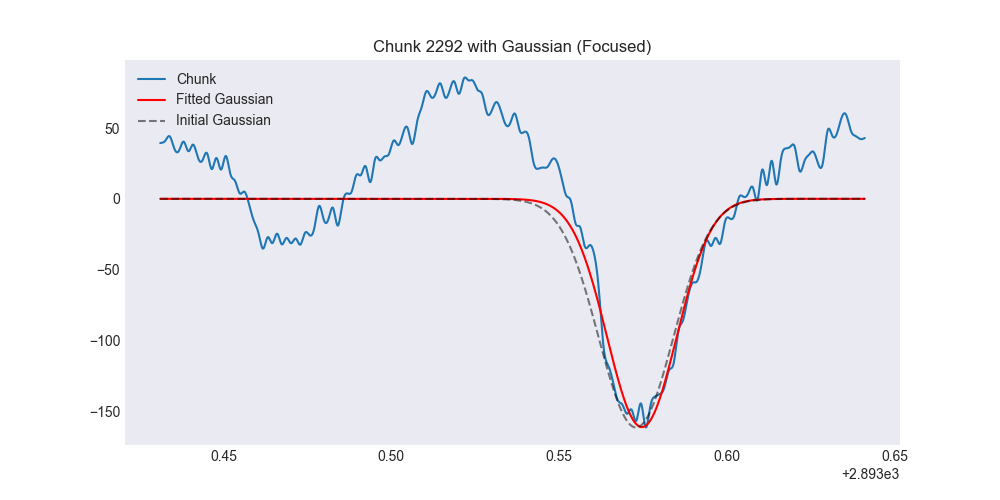 Chunk 2292 with Gaussian (Focused)
Chunk
Fitted Gaussian
Initial Gaussian
50
0
−50
−100
−150
0.45 0.50 0.55 0.60 0.65
+2.893e3